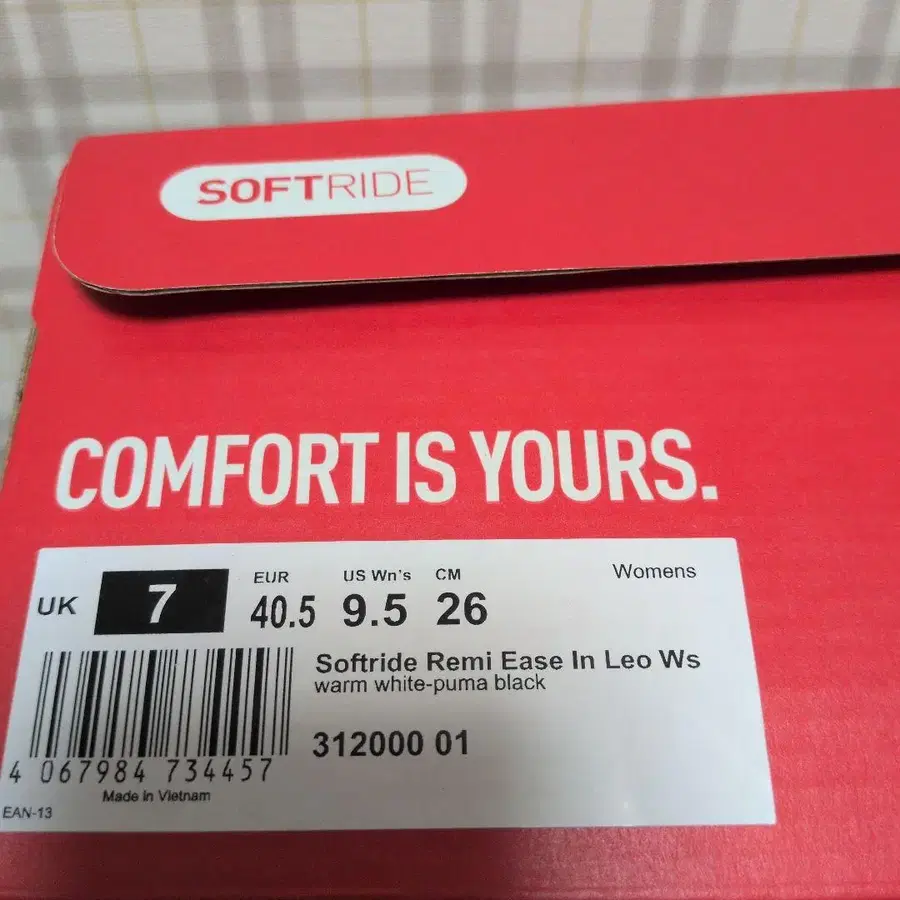 SOFTRIDE
COMFORT IS YOURS.
UK 7 EUR 40.5 US Wn's 9.5 CM 26 Womens
Softride Remi Ease In Leo Ws
warm white-puma black
312000 01
4 067984 734457
Made in Vietnam
EAN-13